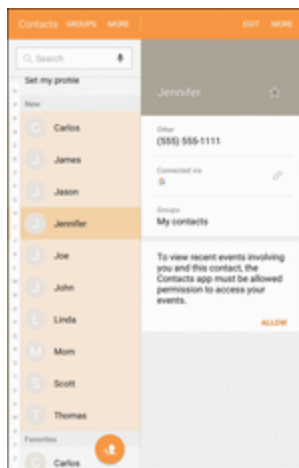 Contacts GROUPS MORE
EDIT MORE
Search
Set my profile
New
C Carlos
J James
J Jason
J Jennifer
J Joe
J John
L Linda
M Mom
S Scott
T Thomas
Favorites
C Carlos
Jennifer
Other
(555) 555-1111
Connected via
G
Groups
My contacts
To view recent events involving
you and this contact, the
Contacts app must be allowed
permission to access your
events.
ALLOW